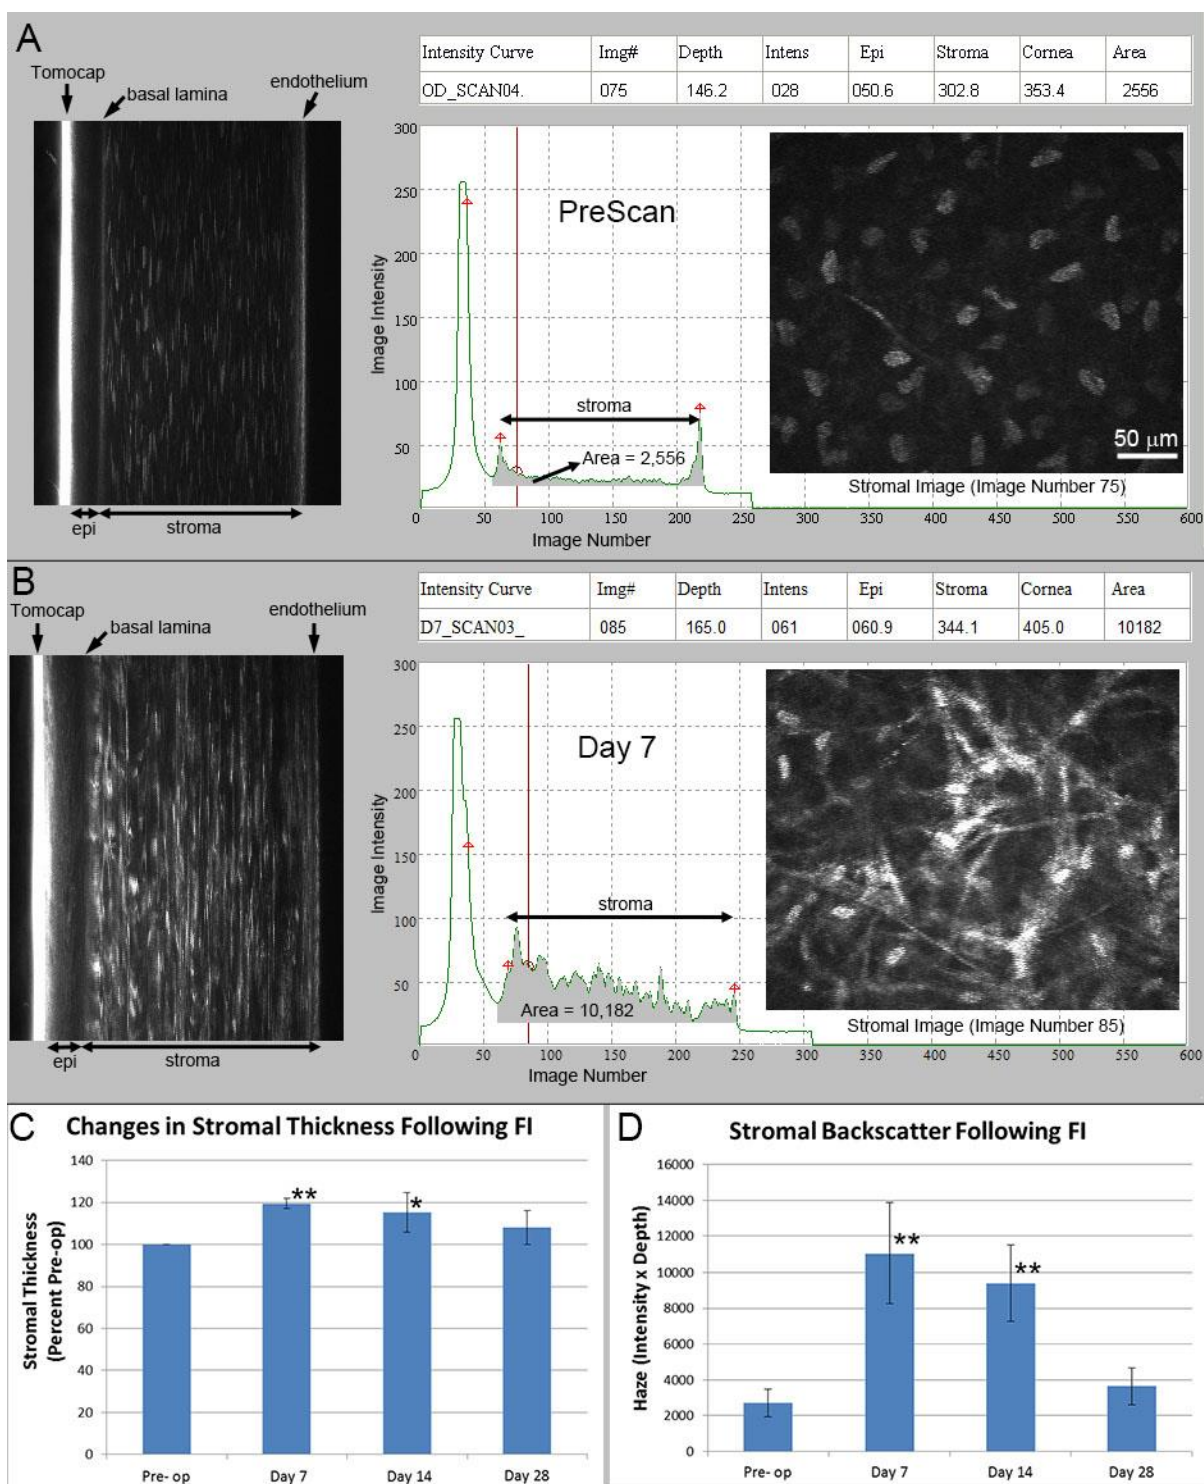 A
Tomocap
basal lamina
endothelium
epi
stroma
Intensity Curve Img# Depth Intens Epi Stroma Cornea Area
OD_SCAN04. 075 146.2 028 050.6 302.8 353.4 2556
300
250
200
150
100
50
Image Intensity
PreScan
stroma
Area = 2,556
50 μm
Stromal Image (Image Number 75)
0 50 100 150 200 250 300 350 400 450 500 550 600
Image Number
B
Tomocap
basal lamina
endothelium
epi
stroma
Intensity Curve Img# Depth Intens Epi Stroma Cornea Area
D7_SCAN03_ 085 165.0 061 060.9 344.1 405.0 10182
300
250
200
150
100
50
Image Intensity
Day 7
stroma
Area = 10,182
Stromal Image (Image Number 85)
0 50 100 150 200 250 300 350 400 450 500 550 600
Image Number
C
Changes in Stromal Thickness Following FI
Stromal Thickness
(Percent Pre-op)
140
120
100
80
60
40
20
0
**
*
Pre- op Day 7 Day 14 Day 28
D
Stromal Backscatter Following FI
Haze (Intensity x Depth)
16000
14000
12000
10000
8000
6000
4000
2000
0
**
**
Pre- op Day 7 Day 14 Day 28